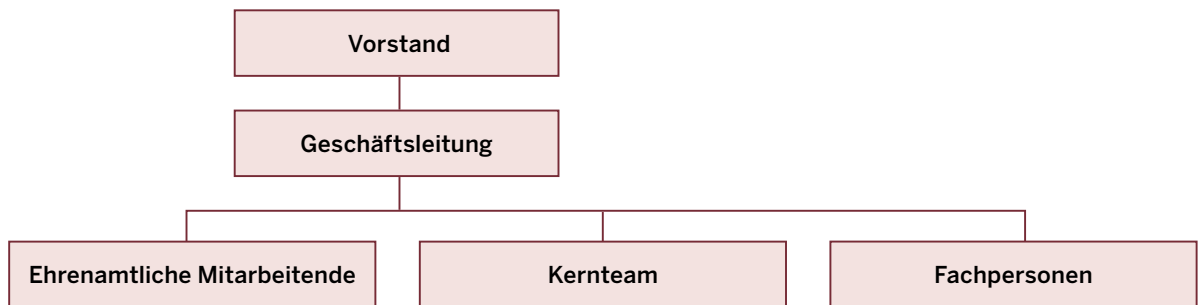 Vorstand
Geschäftsleitung
Ehrenamtliche Mitarbeitende
Kernteam
Fachpersonen